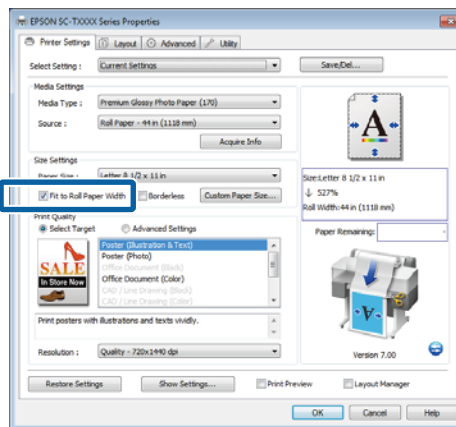 EPSON SC-TXXXX Series Properties
Printer Settings Layout Advanced Utility
Select Setting : Current Settings Save/Del...
Media Settings
Media Type : Premium Glossy Photo Paper (170)
Source : Roll Paper - 44 in (1118 mm)
Acquire Info
Size Settings
Paper Size : Letter 8 1/2 x 11 in
Fit to Roll Paper Width Borderless Custom Paper Size...
Print Quality
Select Target Advanced Settings
SALE
In Store Now
Poster (Illustration & Text)
Poster (Photo)
Office Document (Black)
Office Document (Color)
CAD / Line Drawing (Black)
CAD / Line Drawing (Color)
Print posters with illustrations and texts vividly.
Resolution : Quality - 720x1440 dpi
A
Size:Letter 8 1/2 x 11 in
527%
Roll Width:44 in (1118 mm)
Paper Remaining: -
A
Version 7.00
Restore Settings Show Settings... Print Preview Layout Manager
OK Cancel Help